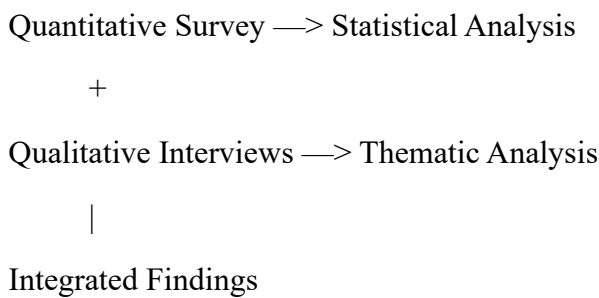 Quantitative Survey —> Statistical Analysis
+
Qualitative Interviews —> Thematic Analysis
|
Integrated Findings